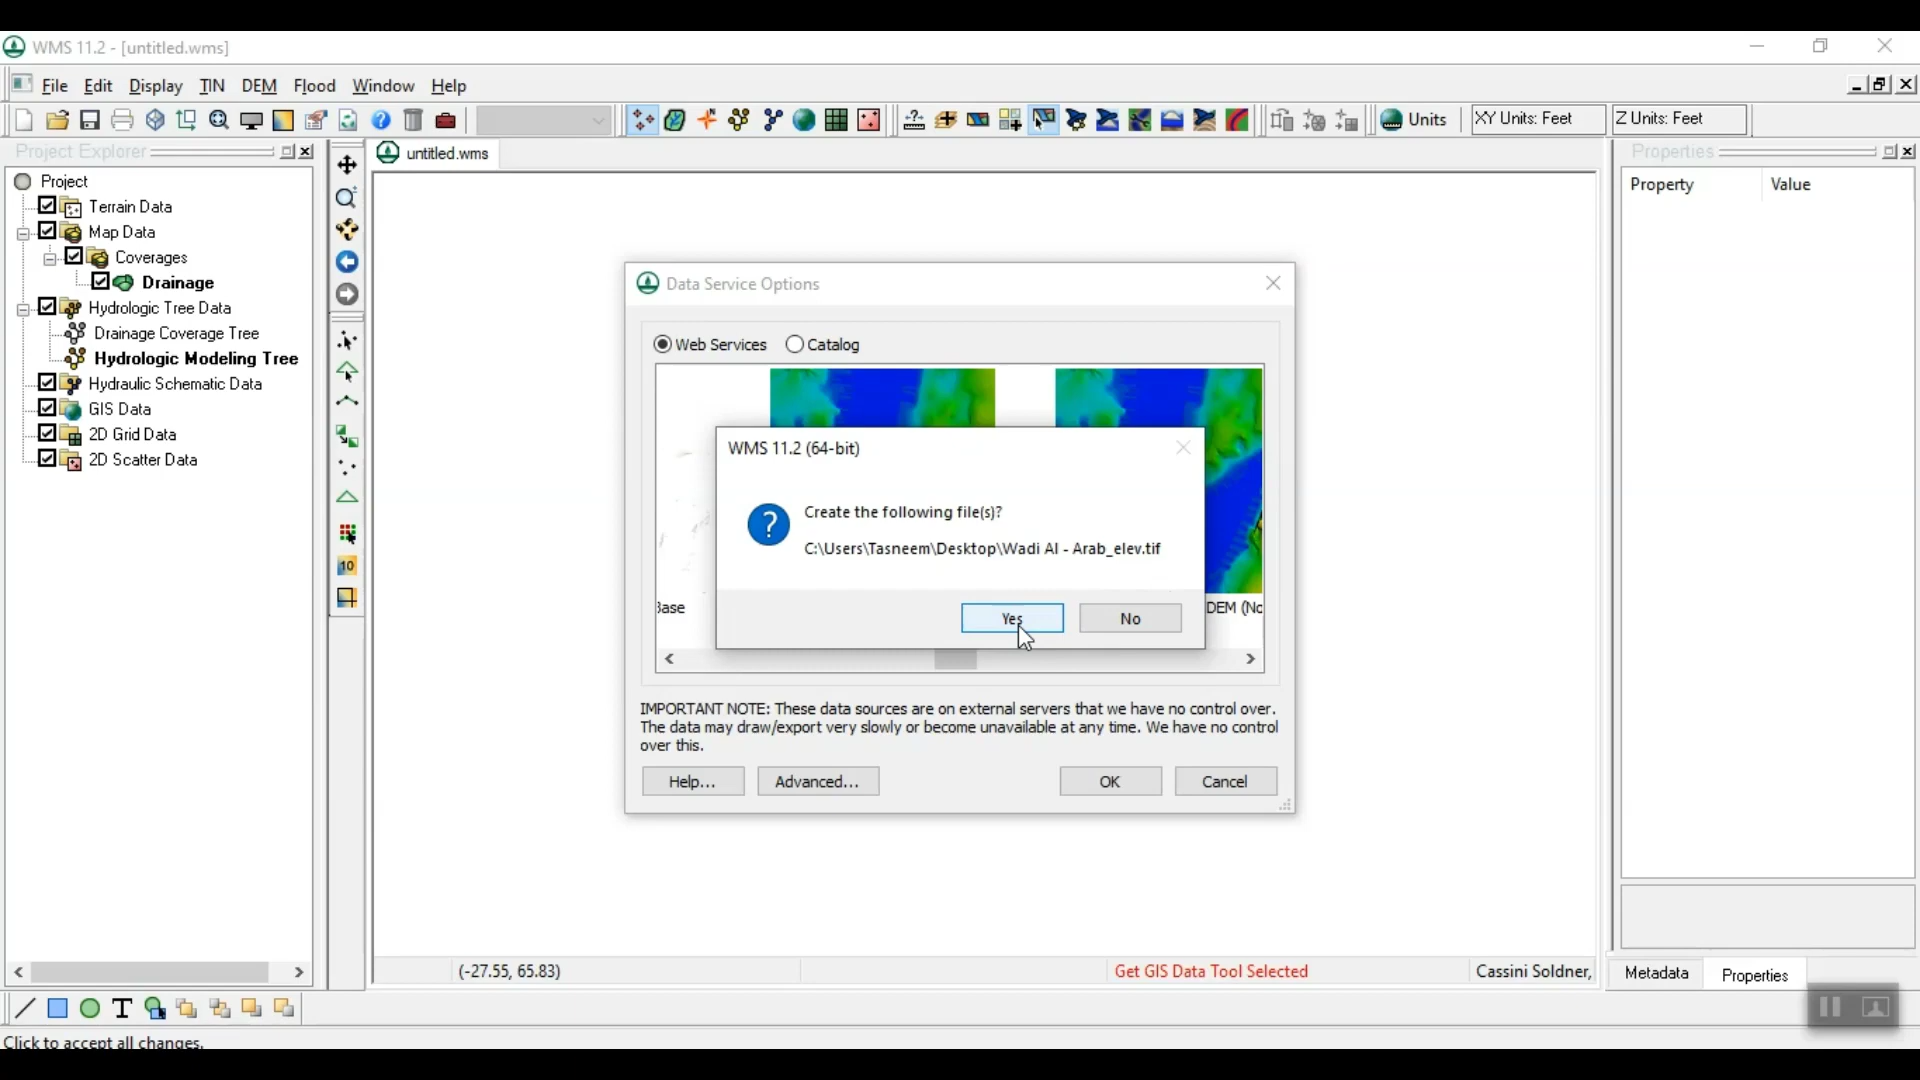 WMS 11.2 - [untitled.wms]
File Edit Display TIN DEM Flood Window Help
Units
XY Units: Feet
Z Units: Feet
Project Explorer
untitled.wms
Properties
Project
Terrain Data
Map Data
Coverages
Drainage
Hydrologic Tree Data
Drainage Coverage Tree
Hydrologic Modeling Tree
Hydraulic Schematic Data
GIS Data
2D Grid Data
2D Scatter Data
10
Property Value
Data Service Options
Web Services Catalog
WMS 11.2 (64-bit)
Create the following file(s)?
C:\Users\Tasneem\Desktop\Wadi Al - Arab_elev.tif
Yes No
DEM
IMPORTANT NOTE: These data sources are on external servers that we have no control over.
The data may draw/export very slowly or become unavailable at any time. We have no control
over this.
Help... Advanced... OK Cancel
(-27.55, 65.83)
Get GIS Data Tool Selected
Cassini Soldner,
Metadata Properties
T
Click to accept all changes.